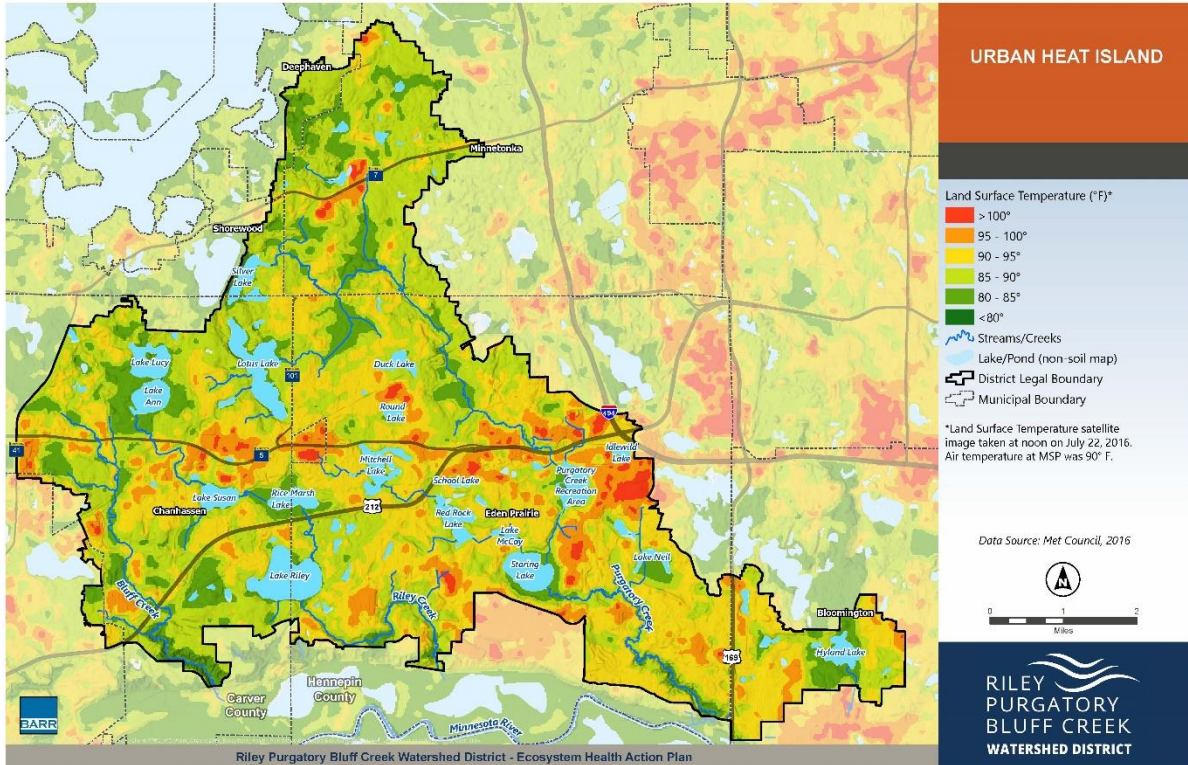 URBAN HEAT ISLAND
Land Surface Temperature (°F)*
>100°
95 - 100°
90 - 95°
85 - 90°
80 - 85°
<80°
Streams/Creeks
Lake/Pond (non-soil map)
District Legal Boundary
Municipal Boundary
*Land Surface Temperature satellite
image taken at noon on July 22, 2016.
Air temperature at MSP was 90° F.
Data Source: Met Council, 2016
N
0 1 2
Miles
RILEY
PURGATORY
BLUFF CREEK
WATERSHED DISTRICT
Deephaven
Minnetonka
7
Shorewood
Silver
Lake
Lake Lucy
Lotus Lake
Duck Lake
101
Lake
Ann
Round
Lake
494
41
5
Idlewild
Lake
Mitchell
Lake
School Lake
Purgatory
Creek
Recreation
Area
Lake Susan
Rice Marsh
Lake
212
Chanhassen
Red Rock
Lake
Eden Prairie
Lake
McCoy
Staring
Lake
Lake Neil
Lake Riley
Bluff Creek
Riley Creek
Purgatory Creek
Bloomington
169
Hyland Lake
Carver
County
Hennepin
County
Minnesota River
BARR
Riley Purgatory Bluff Creek Watershed District - Ecosystem Health Action Plan